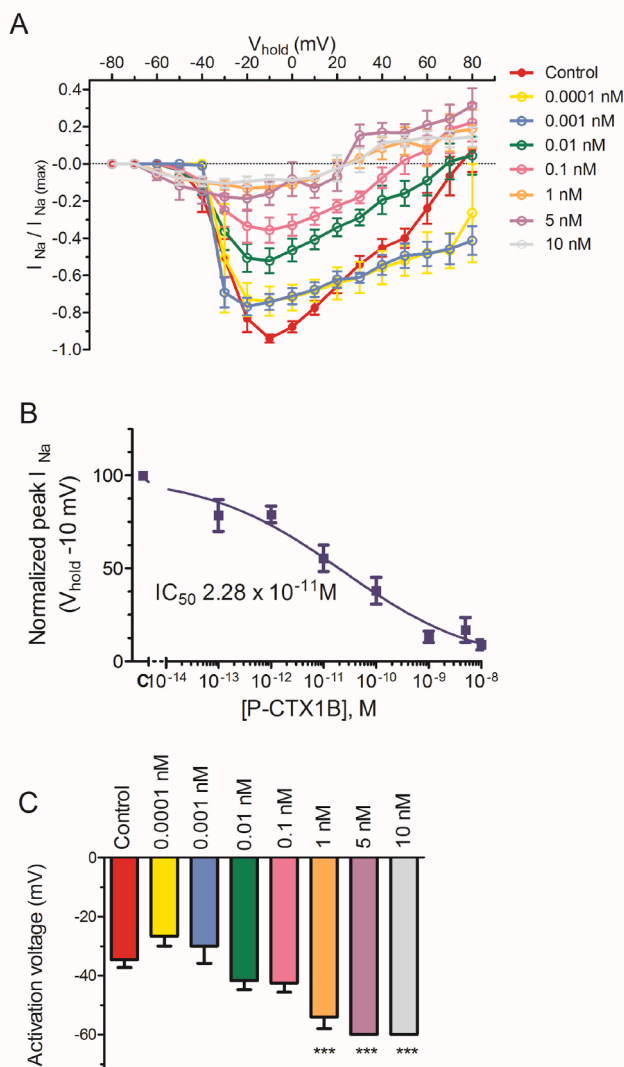 A
V hold (mV)
-80 -60 -40 -20 0 20 40 60 80
0.4
0.2
-0.0
-0.2
-0.4
-0.6
-0.8
-1.0
I Na / I Na (max)
Control
0.0001 nM
0.001 nM
0.01 nM
0.1 nM
1 nM
5 nM
10 nM
B
Normalized peak I Na
(V hold -10 mV)
100
50
0
IC50 2.28 x 10-11M
C 10-14 10-13 10-12 10-11 10-10 10-9 10-8
[P-CTX1B], M
C
Control 0.0001 nM 0.001 nM 0.01 nM 0.1 nM 1 nM 5 nM 10 nM
Activation voltage (mV)
0
-20
-40
-60
*** *** ***